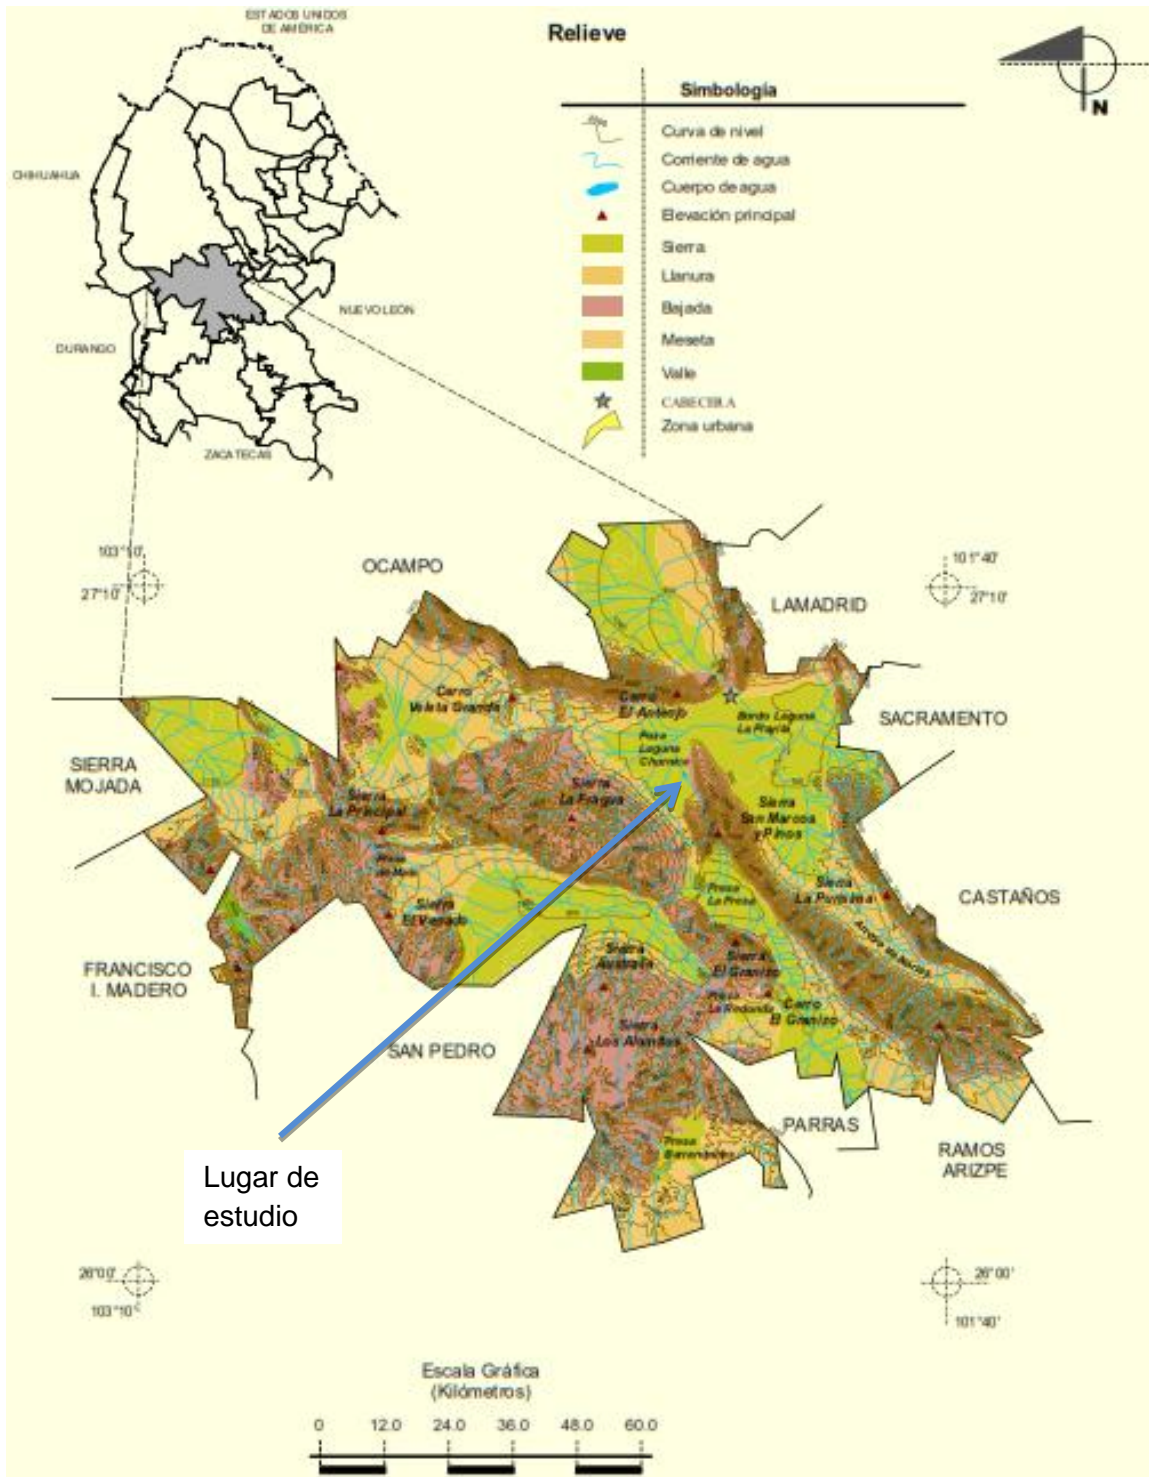 ESTADOS UNIDOS
DE AMÉRICA
CHIHUAHUA
NUEVO LEÓN
DURANGO
ZACATECAS
Relieve
N
Simbología
Curva de nivel
Corriente de agua
Cuerpo de agua
Elevación principal
Sierra
Llanura
Bajada
Meseta
Valle
CABECERA
Zona urbana
103°10'
27°10'
101°40'
27°10'
OCAMPO
LAMADRID
SACRAMENTO
SIERRA
MOJADA
CASTAÑOS
FRANCISCO
I. MADERO
SAN PEDRO
PARRAS
RAMOS
ARIZPE
Cerro
Veleta Grande
Cerro
El Antenjo
Bordo Laguna
La Playita
Poza
Laguna
Sierra
La Fragua
Sierra
La Principal
Sierra
San Marcos
y Pinos
Sierra
El Venado
Presa
La Presa
Sierra
La Purísima
Arroyo
Sierra
Australia
Sierra
El Granizo
Presa
La Redonda
Cerro
El Granizo
Sierra
Los Alamitos
Presa
Lugar de
estudio
26°00'
103°10'
26°00'
101°40'
Escala Gráfica
(Kilómetros)
0 12.0 24.0 36.0 48.0 60.0